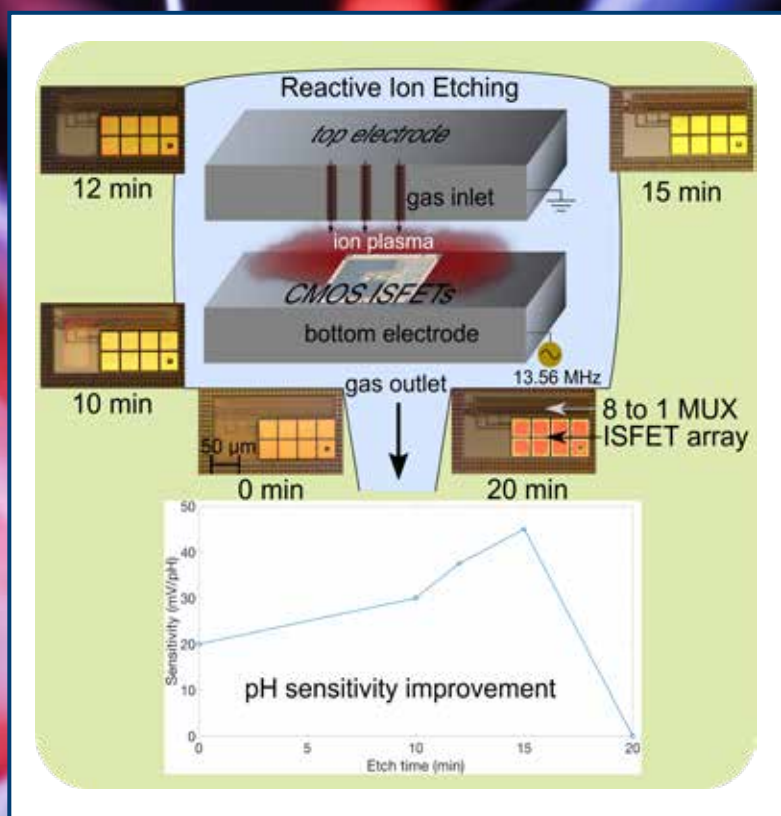 Reactive Ion Etching
top electrode
12 min
15 min
gas inlet
ion plasma
CMOS ISFETs
bottom electrode
10 min
13.56 MHz
gas outlet
8 to 1 MUX
ISFET array
50 µm
0 min
20 min
50
40
30
20
10
0
Sensitivity (mV/pH)
pH sensitivity improvement
0
5
10
15
20
Etch time (min)